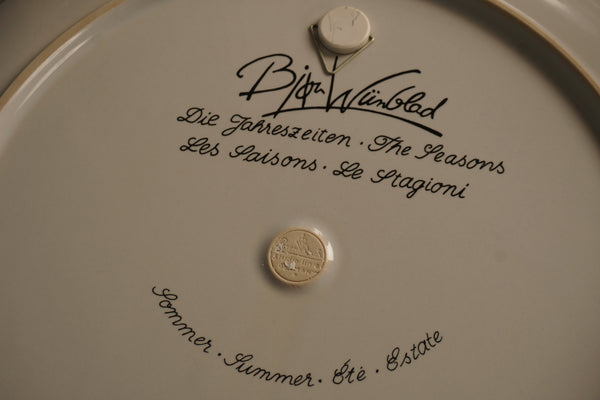 Bjørn Wiinblad
Die Jahreszeiten · The Seasons
Les Saisons · Le Stagioni
Sommer · Summer · Été · Estate